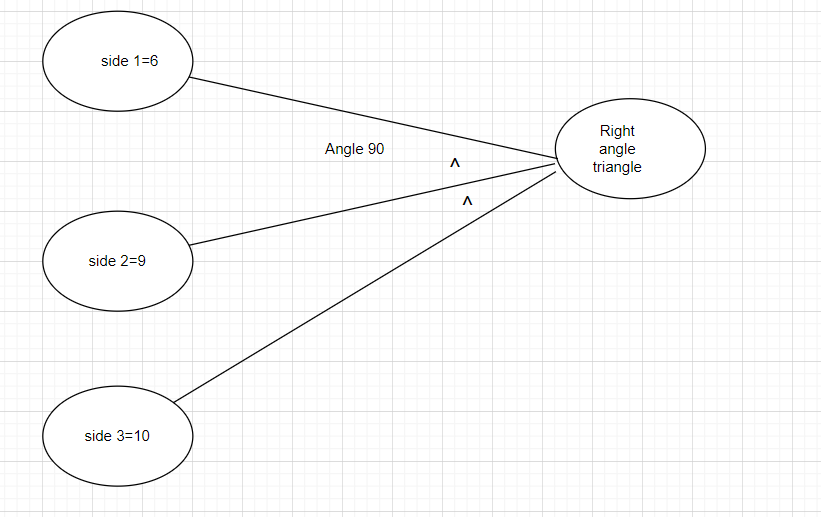 side 1=6
Right
angle
triangle
Angle 90
^
^
side 2=9
side 3=10